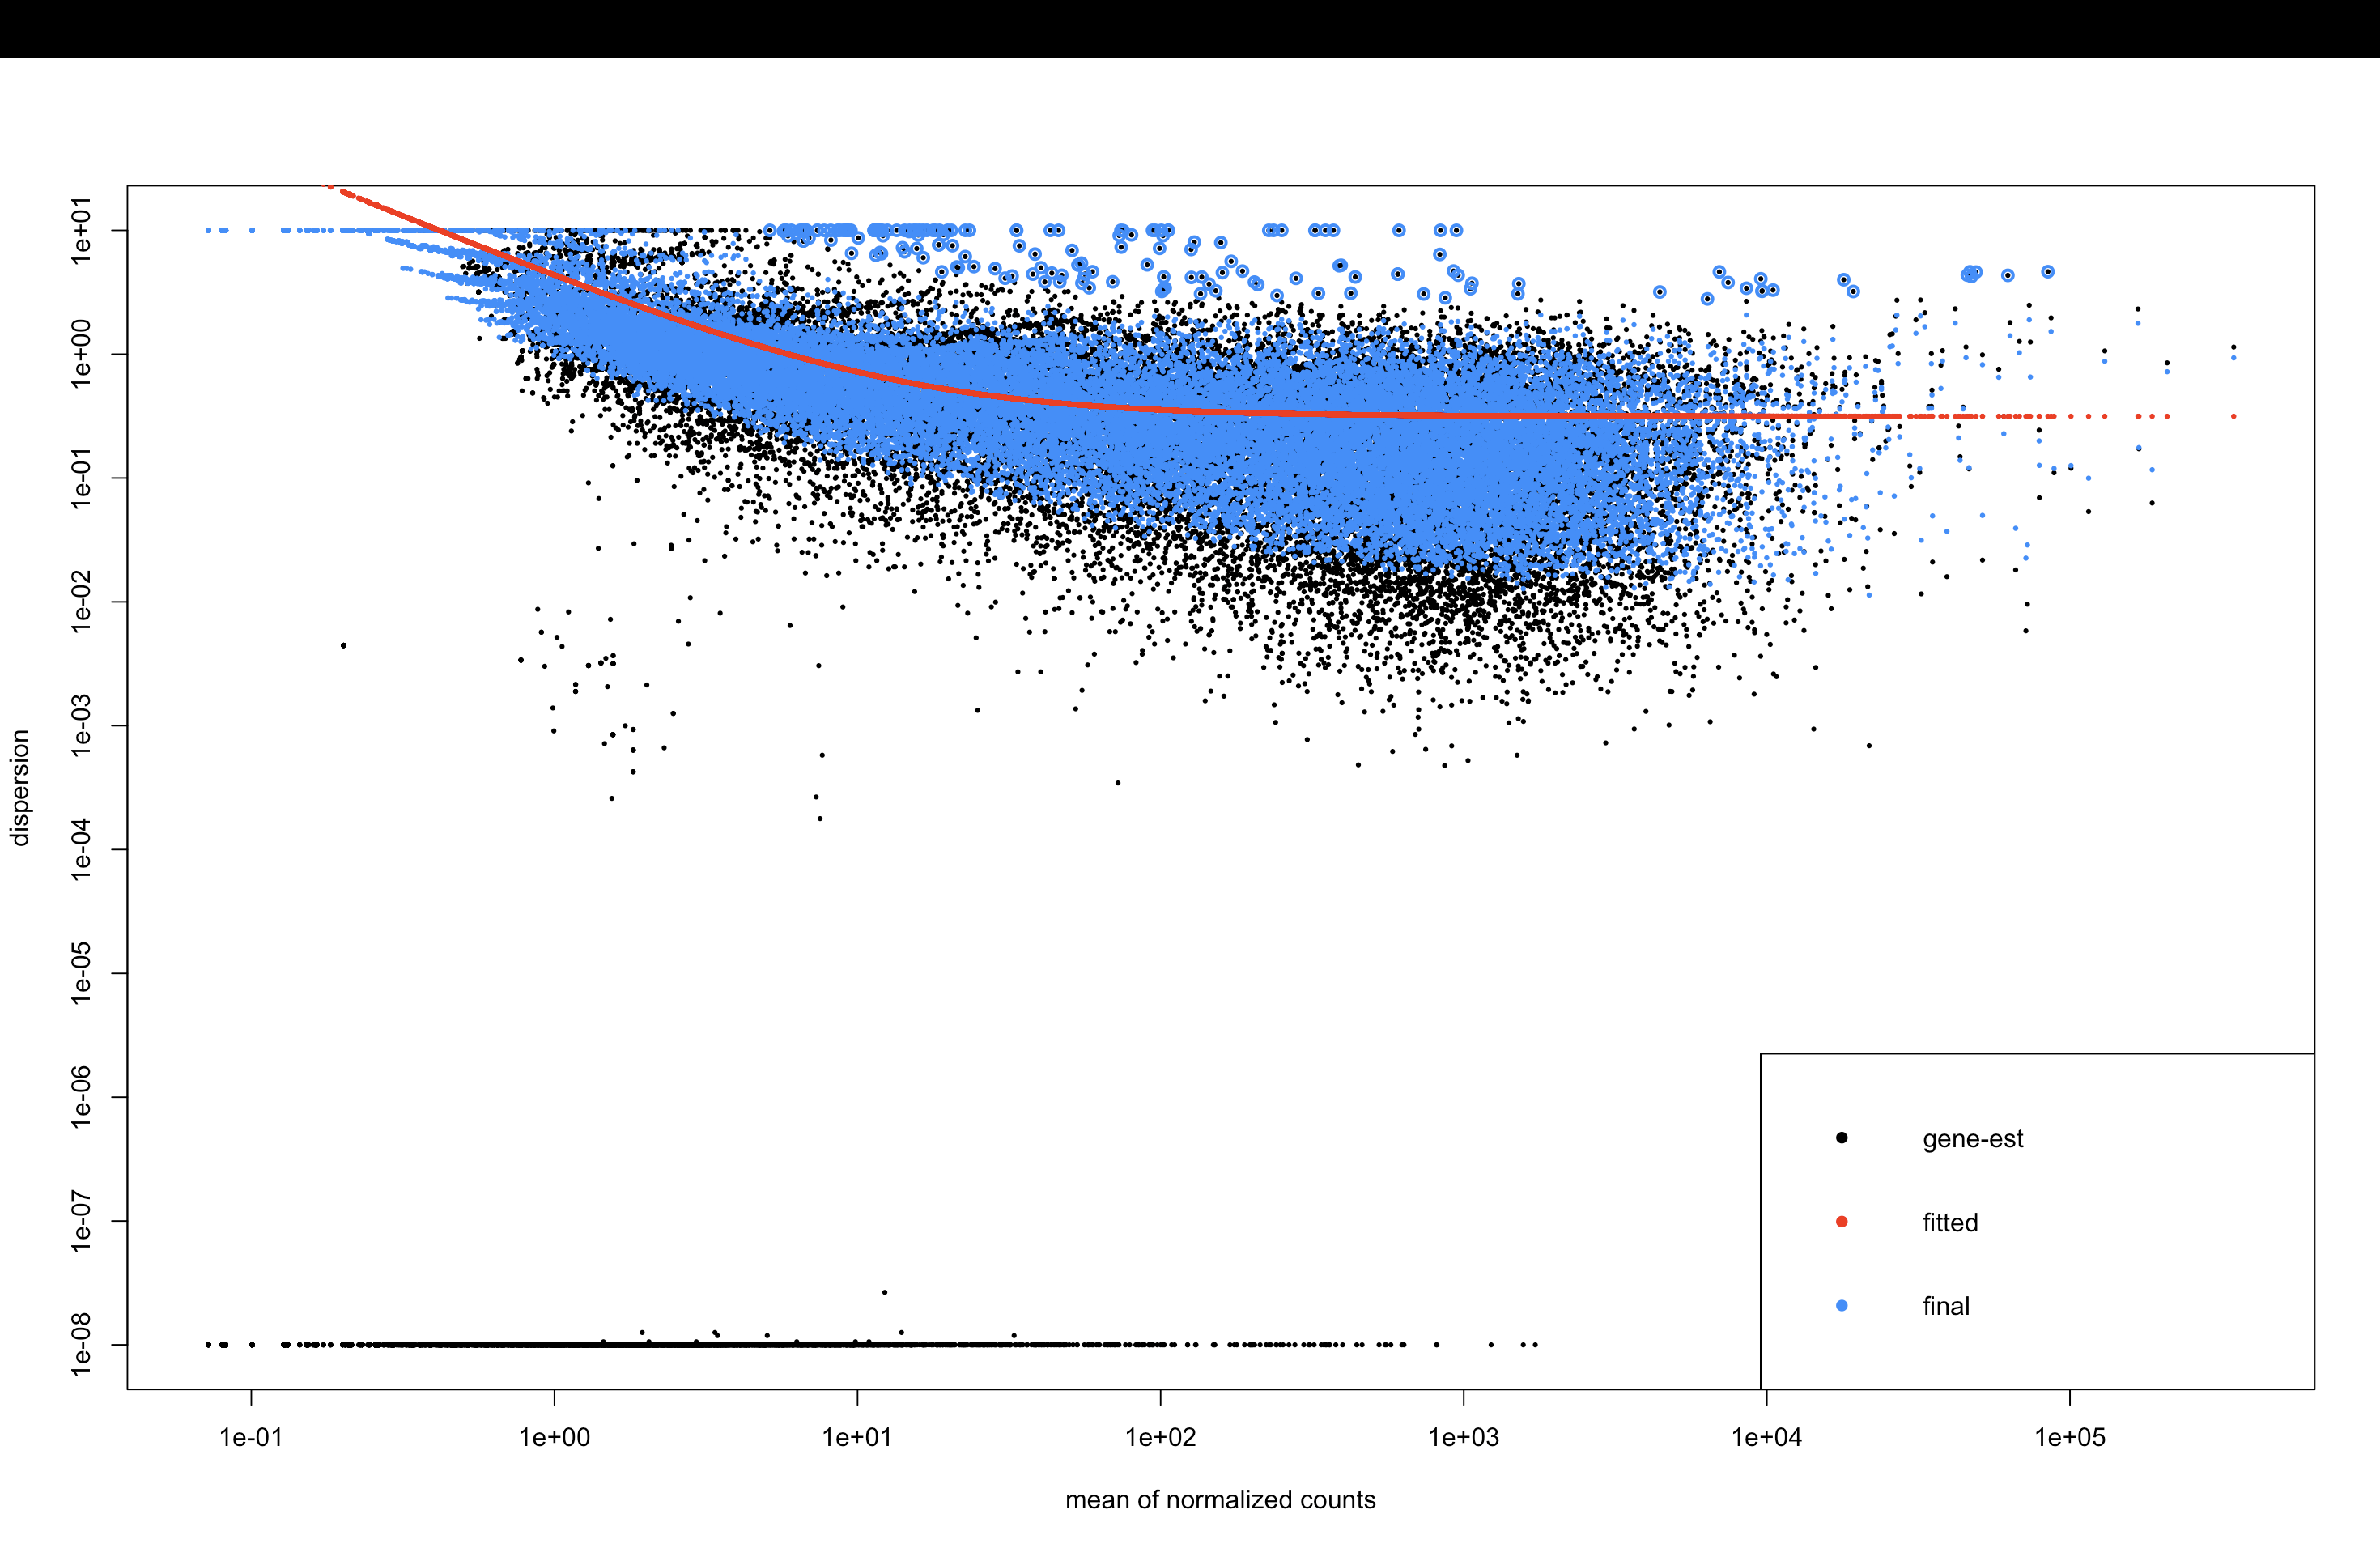 1e+01
1e+00
1e-01
1e-02
1e-03
1e-04
1e-05
1e-06
1e-07
1e-08
dispersion
gene-est
fitted
final
1e-01 1e+00 1e+01 1e+02 1e+03 1e+04 1e+05
mean of normalized counts